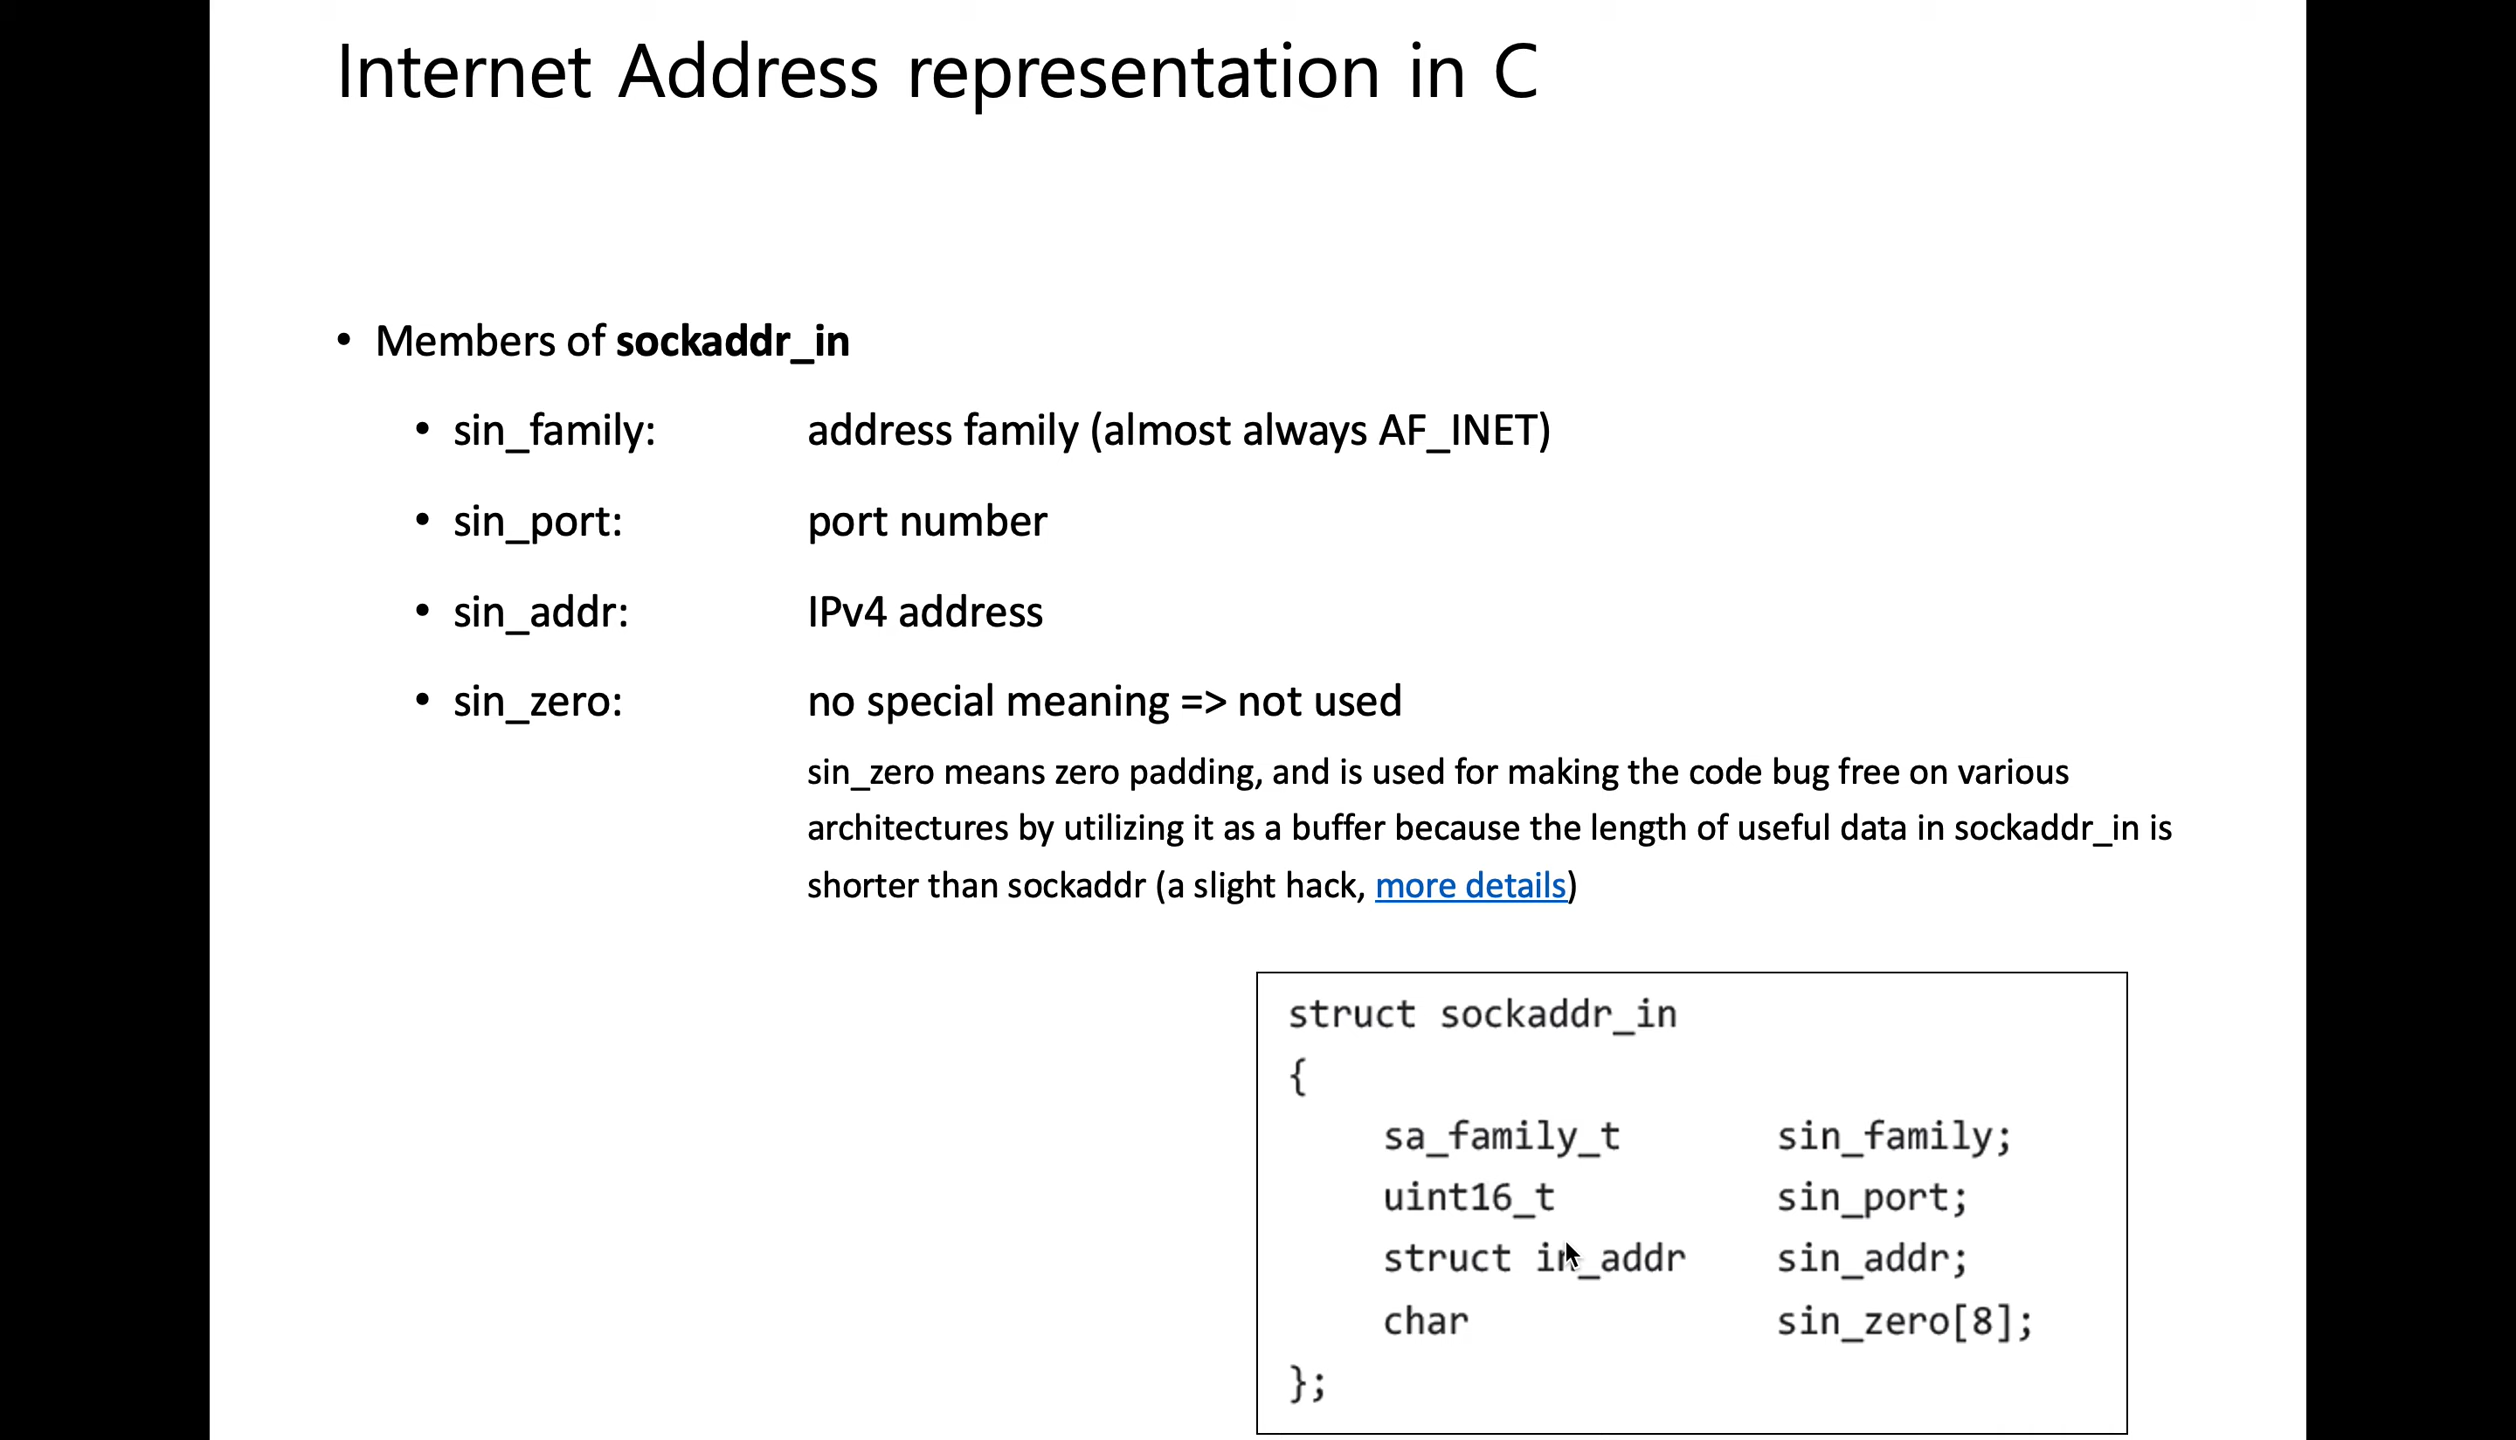 Internet Address representation in C
• Members of sockaddr_in
• sin_family: address family (almost always AF_INET)
• sin_port: port number
• sin_addr: IPv4 address
• sin_zero: no special meaning => not used
sin_zero means zero padding, and is used for making the code bug free on various
architectures by utilizing it as a buffer because the length of useful data in sockaddr_in is
shorter than sockaddr (a slight hack, more details)
struct sockaddr_in
{
sa_family_t sin_family;
uint16_t sin_port;
struct in_addr sin_addr;
char sin_zero[8];
};